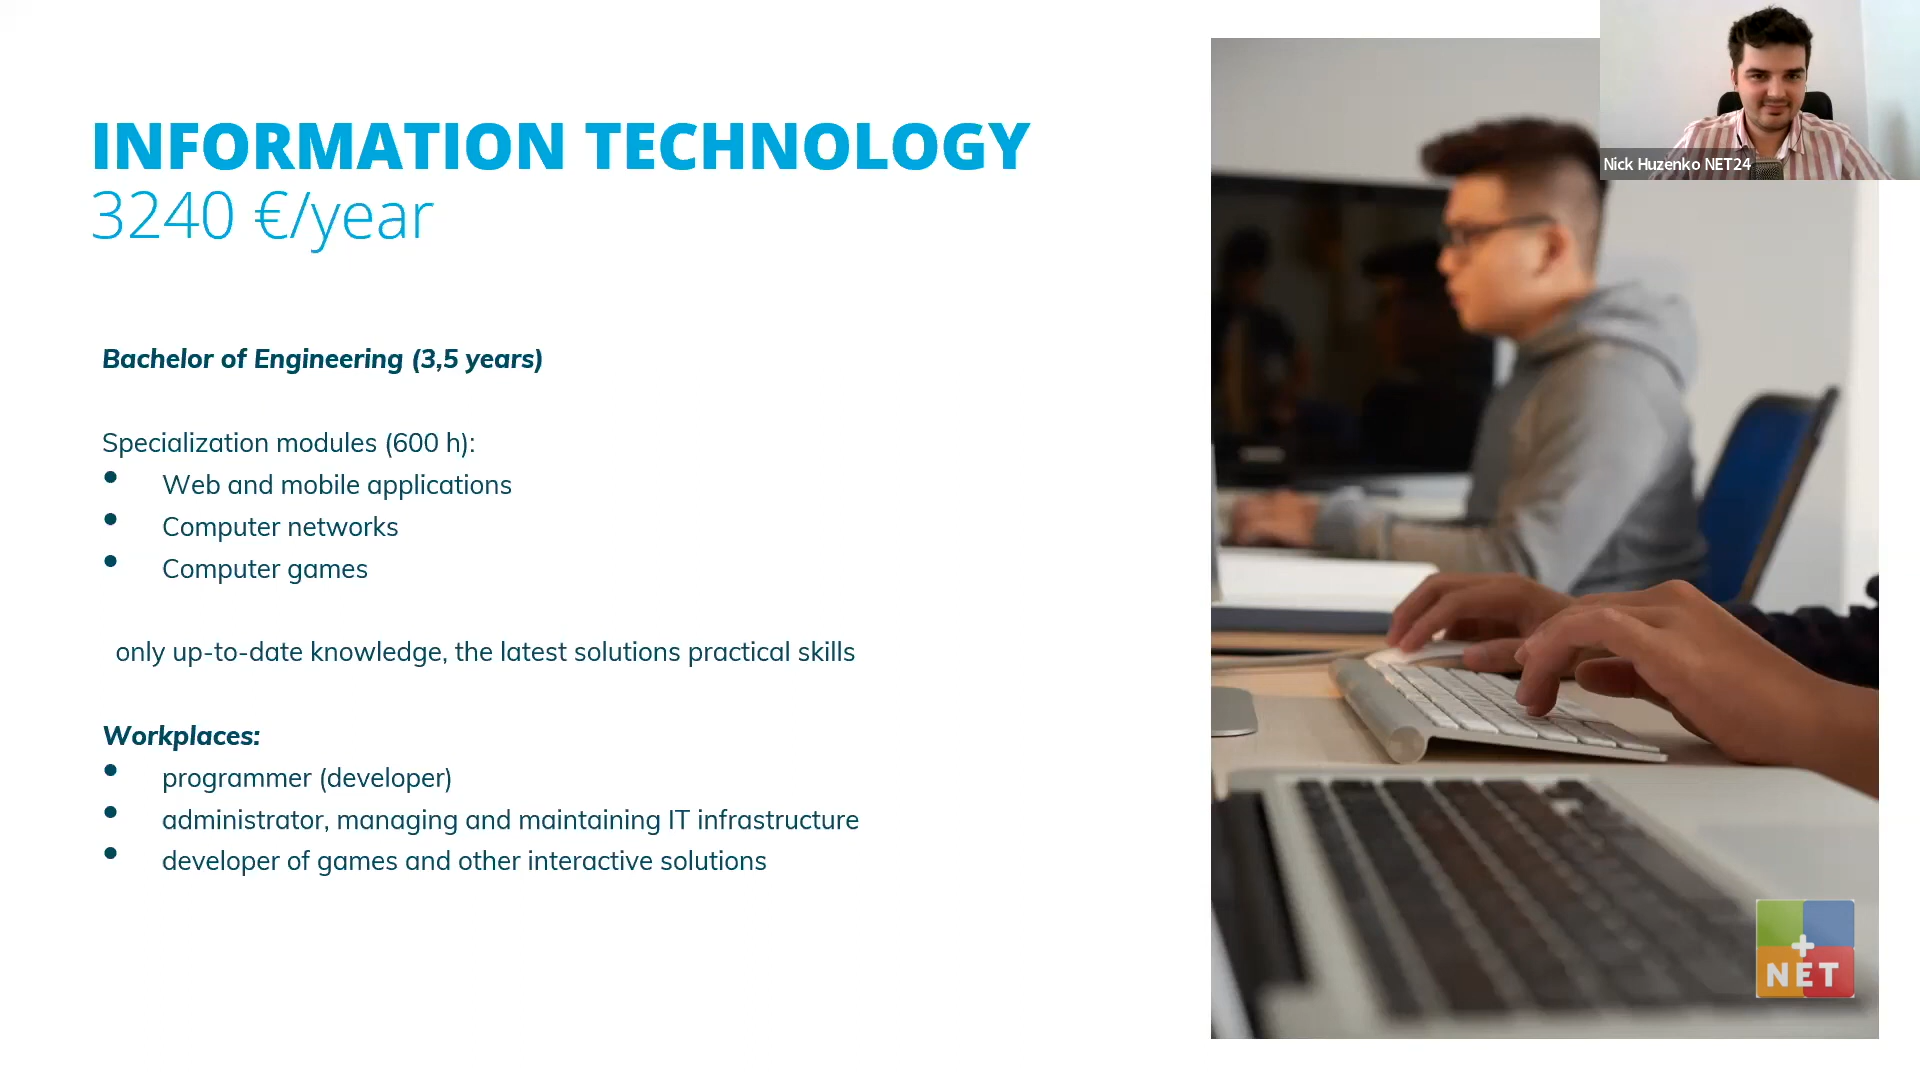 INFORMATION TECHNOLOGY
3240 €/year
Bachelor of Engineering (3,5 years)
Specialization modules (600 h):
• Web and mobile applications
• Computer networks
• Computer games
only up-to-date knowledge, the latest solutions practical skills
Workplaces:
• programmer (developer)
• administrator, managing and maintaining IT infrastructure
• developer of games and other interactive solutions
Nick Huzenko NET24
+
NET